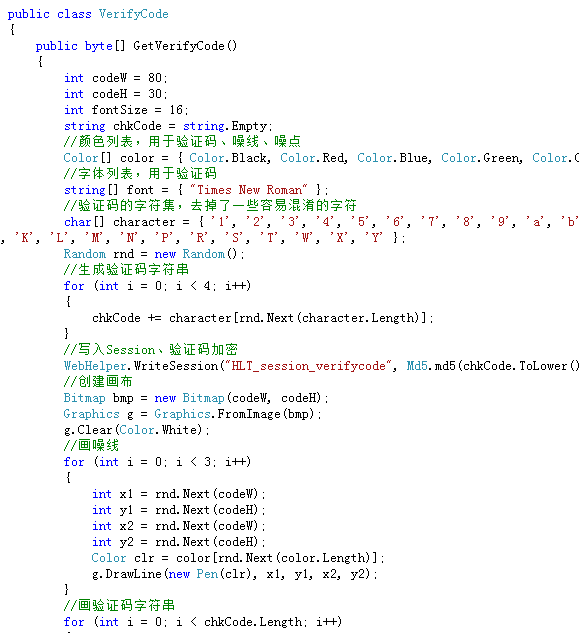 public class VerifyCode
{
public byte[] GetVerifyCode()
{
int codeW = 80;
int codeH = 30;
int fontSize = 16;
string chkCode = string.Empty;
//颜色列表，用于验证码、噪线、噪点
Color[] color = { Color.Black, Color.Red, Color.Blue, Color.Green, Color.O
//字体列表，用于验证码
string[] font = { "Times New Roman" };
//验证码的字符集，去掉了一些容易混淆的字符
char[] character = { '1', '2', '3', '4', '5', '6', '7', '8', '9', 'a', 'b'
, 'K', 'L', 'M', 'N', 'P', 'R', 'S', 'T', 'W', 'X', 'Y' };
Random rnd = new Random();
//生成验证码字符串
for (int i = 0; i < 4; i++)
{
chkCode += character[rnd.Next(character.Length)];
}
//写入Session、验证码加密
WebHelper.WriteSession("HLT_session_verifycode", Md5.md5(chkCode.ToLower()
//创建画布
Bitmap bmp = new Bitmap(codeW, codeH);
Graphics g = Graphics.FromImage(bmp);
g.Clear(Color.White);
//画噪线
for (int i = 0; i < 3; i++)
{
int x1 = rnd.Next(codeW);
int y1 = rnd.Next(codeH);
int x2 = rnd.Next(codeW);
int y2 = rnd.Next(codeH);
Color clr = color[rnd.Next(color.Length)];
g.DrawLine(new Pen(clr), x1, y1, x2, y2);
}
//画验证码字符串
for (int i = 0; i < chkCode.Length; i++)